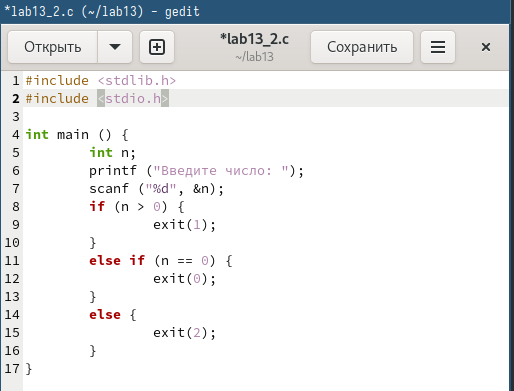 *lab13_2.c (~/lab13) - gedit
Открыть
*lab13_2.c
~/lab13
Сохранить
1 #include <stdlib.h>
2 #include <stdio.h>
3
4 int main () {
5         int n;
6         printf ("Введите число: ");
7         scanf ("%d", &n);
8         if (n > 0) {
9                 exit(1);
10         }
11         else if (n == 0) {
12                 exit(0);
13         }
14         else {
15                 exit(2);
16         }
17 }